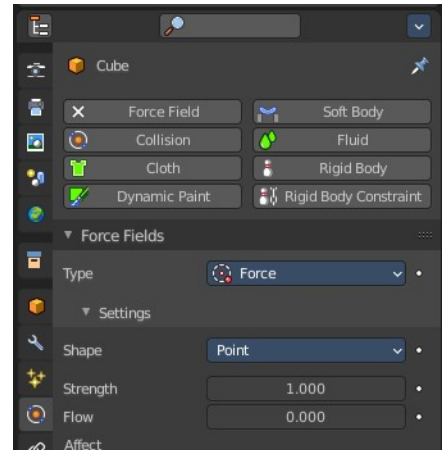 Cube
Force Field Soft Body
Collision Fluid
Cloth Rigid Body
Dynamic Paint Rigid Body Constraint
Force Fields
Type Force
Settings
Shape Point
Strength 1.000
Flow 0.000
Affect